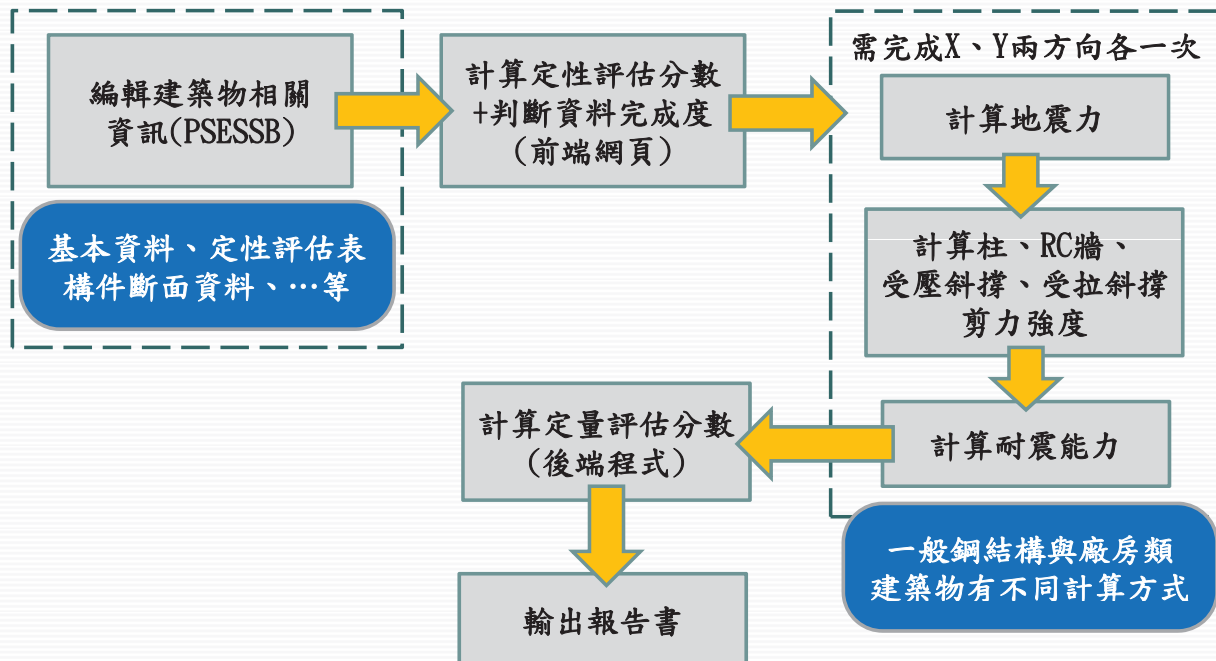 編輯建築物相關
資訊(PSESSB)
基本資料、定性評估表
構件斷面資料、…等
計算定性評估分數
+判斷資料完成度
(前端網頁)
需完成X、Y兩方向各一次
計算地震力
計算柱、RC牆、
受壓斜撐、受拉斜撐
剪力強度
計算耐震能力
一般鋼結構與廠房類
建築物有不同計算方式
計算定量評估分數
(後端程式)
輸出報告書